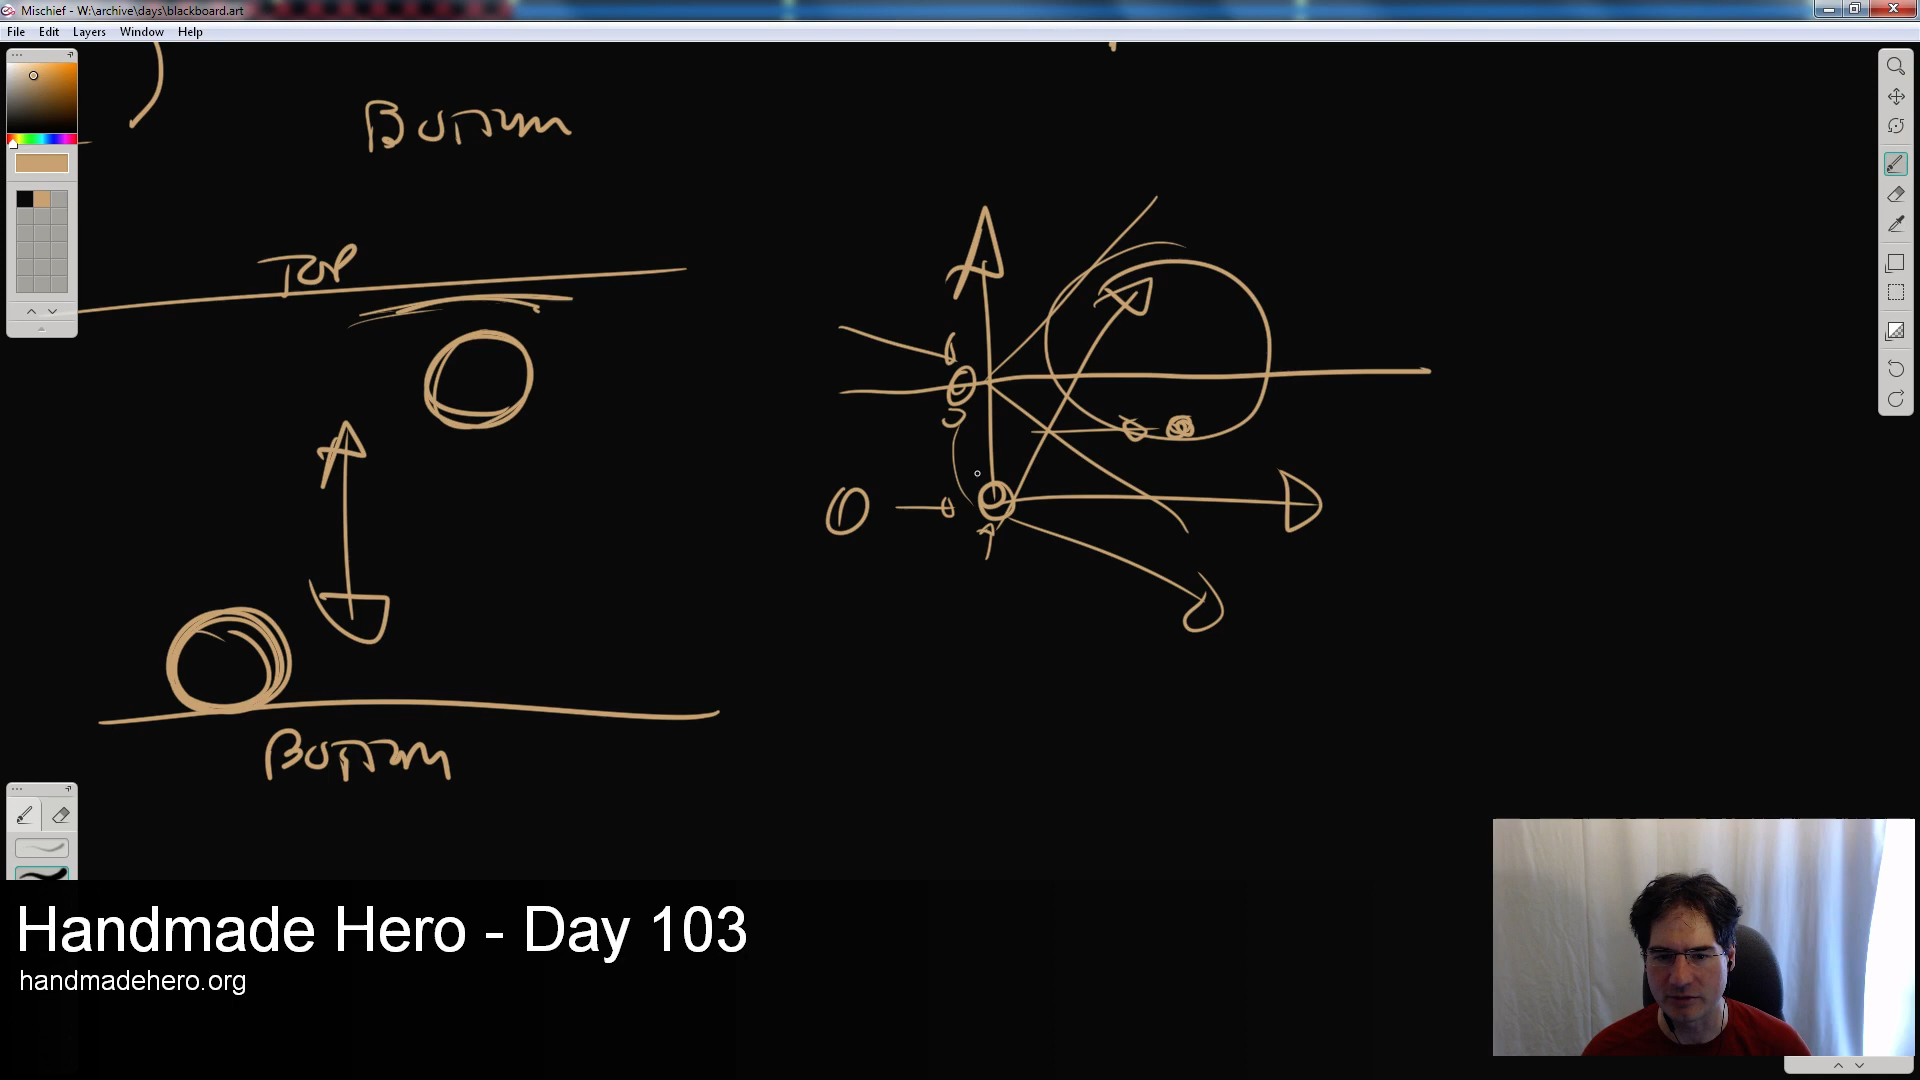 Mischief - W:\archive\days\blackboard.art
File Edit Layers Window Help
Bottom
TOP
Bottom
Handmade Hero - Day 103
handmadehero.org